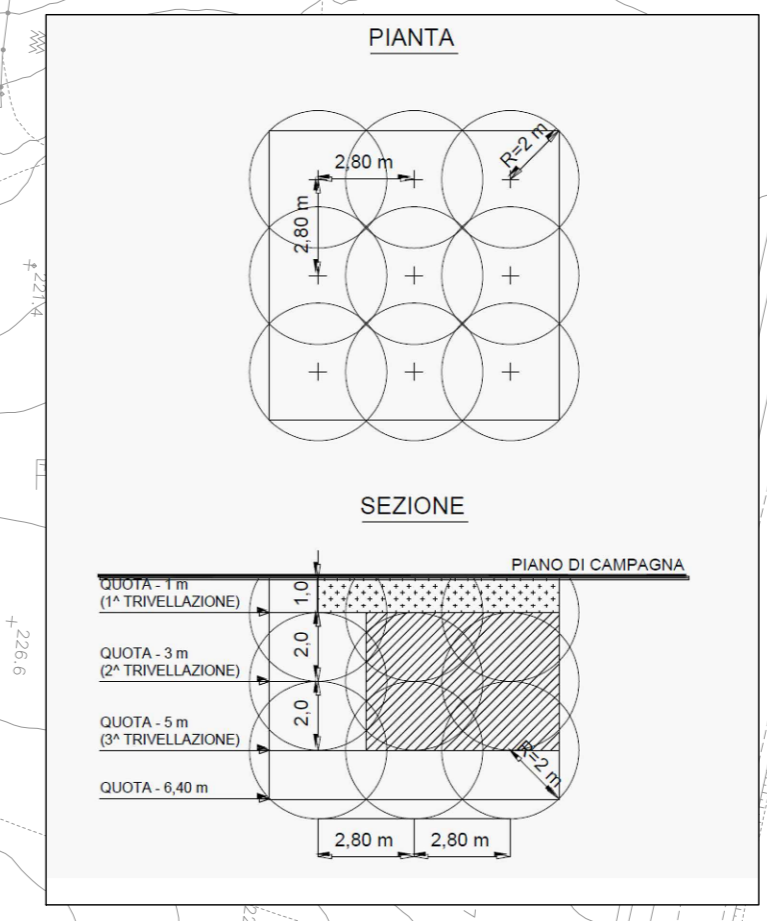 PIANTA
2,80 m
R=2 m
2,80 m
221.4
SEZIONE
PIANO DI CAMPAGNA
QUOTA - 1 m
(1^ TRIVELLAZIONE)
1,0
QUOTA - 3 m
(2^ TRIVELLAZIONE)
2,0
226.6
QUOTA - 5 m
(3^ TRIVELLAZIONE)
2,0
R=2 m
QUOTA - 6,40 m
2,80 m
2,80 m